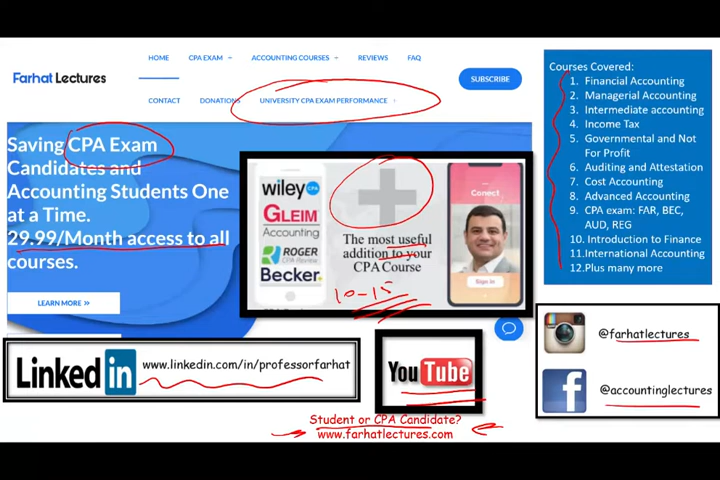 HOME
CPA EXAM
ACCOUNTING COURSES
REVIEWS
FAQ
Farhat Lectures
SUBSCRIBE
CONTACT
DONATIONS
UNIVERSITY CPA EXAM PERFORMANCE
Saving CPA Exam
Candidates and
Accounting Students One
at a Time.
29.99/Month access to all
courses.
LEARN MORE »
wiley CPA
GLEIM
Accounting
ROGER
CPA Review
Becker.
The most useful
addition to your
CPA Course
10-15
Conect
Sign in
Courses Covered:
1. Financial Accounting
2. Managerial Accounting
3. Intermediate accounting
4. Income Tax
5. Governmental and Not
For Profit
6. Auditing and Attestation
7. Cost Accounting
8. Advanced Accounting
9. CPA exam: FAR, BEC,
AUD, REG
10. Introduction to Finance
11.International Accounting
12.Plus many more
Linked in
www.linkedin.com/in/professorfarhat
YouTube
@farhatlectures
@accountinglectures
Student or CPA Candidate?
www.farhatlectures.com